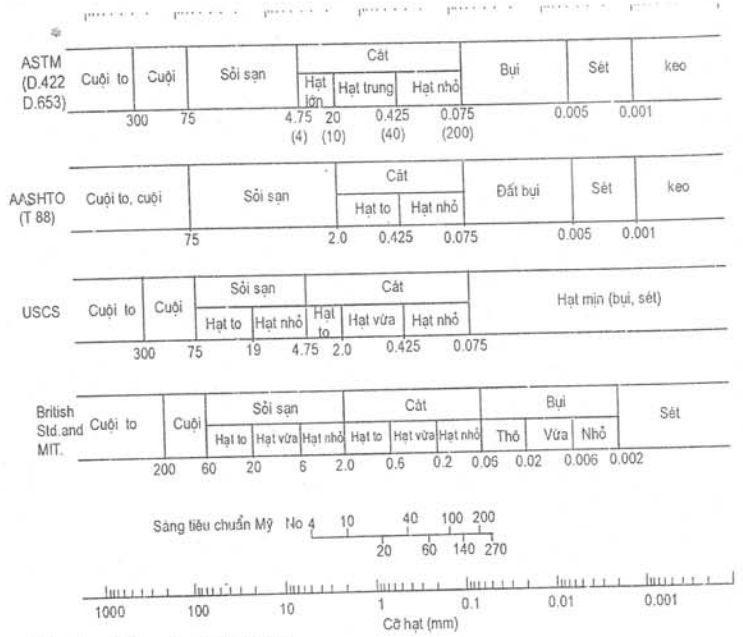 ASTM (D.422 D.653)
Cát
Cuội to Cuội Sỏi sạn Hạt lớn Hạt trung Hạt nhỏ Bụi Sét keo
300 75 4.75 20 0.425 0.075 0.005 0.001
(4) (10) (40) (200)
AASHTO (T 88)
Cát
Cuội to, cuội Sỏi sạn Hạt to Hạt nhỏ Đất bụi Sét keo
75 2.0 0.425 0.075 0.005 0.001
USCS
Sỏi sạn Cát
Cuội to Cuội Hạt to Hạt nhỏ Hạt to Hạt vừa Hạt nhỏ Hạt mịn (bụi, sét)
300 75 19 4.75 2.0 0.425 0.075
British Std.and MIT.
Sỏi sạn Cát Bụi
Cuội to Cuội Hạt to Hạt vừa Hạt nhỏ Hạt to Hạt vừa Hạt nhỏ Thô Vừa Nhỏ Sét
200 60 20 6 2.0 0.6 0.2 0.06 0.02 0.006 0.002
Sàng tiêu chuẩn Mỹ No 4 10 40 100 200
20 60 140 270
1000 100 10 1 0.1 0.01 0.001
Cỡ hạt (mm)